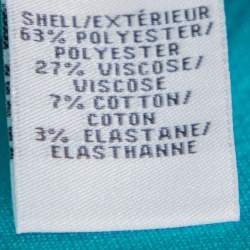 SHELL/EXTÉRIEUR
63% POLYESTER/
POLYESTER
27% VISCOSE/
VISCOSE
7% COTTON/
COTON
3% ELASTANE/
ELASTHANNE